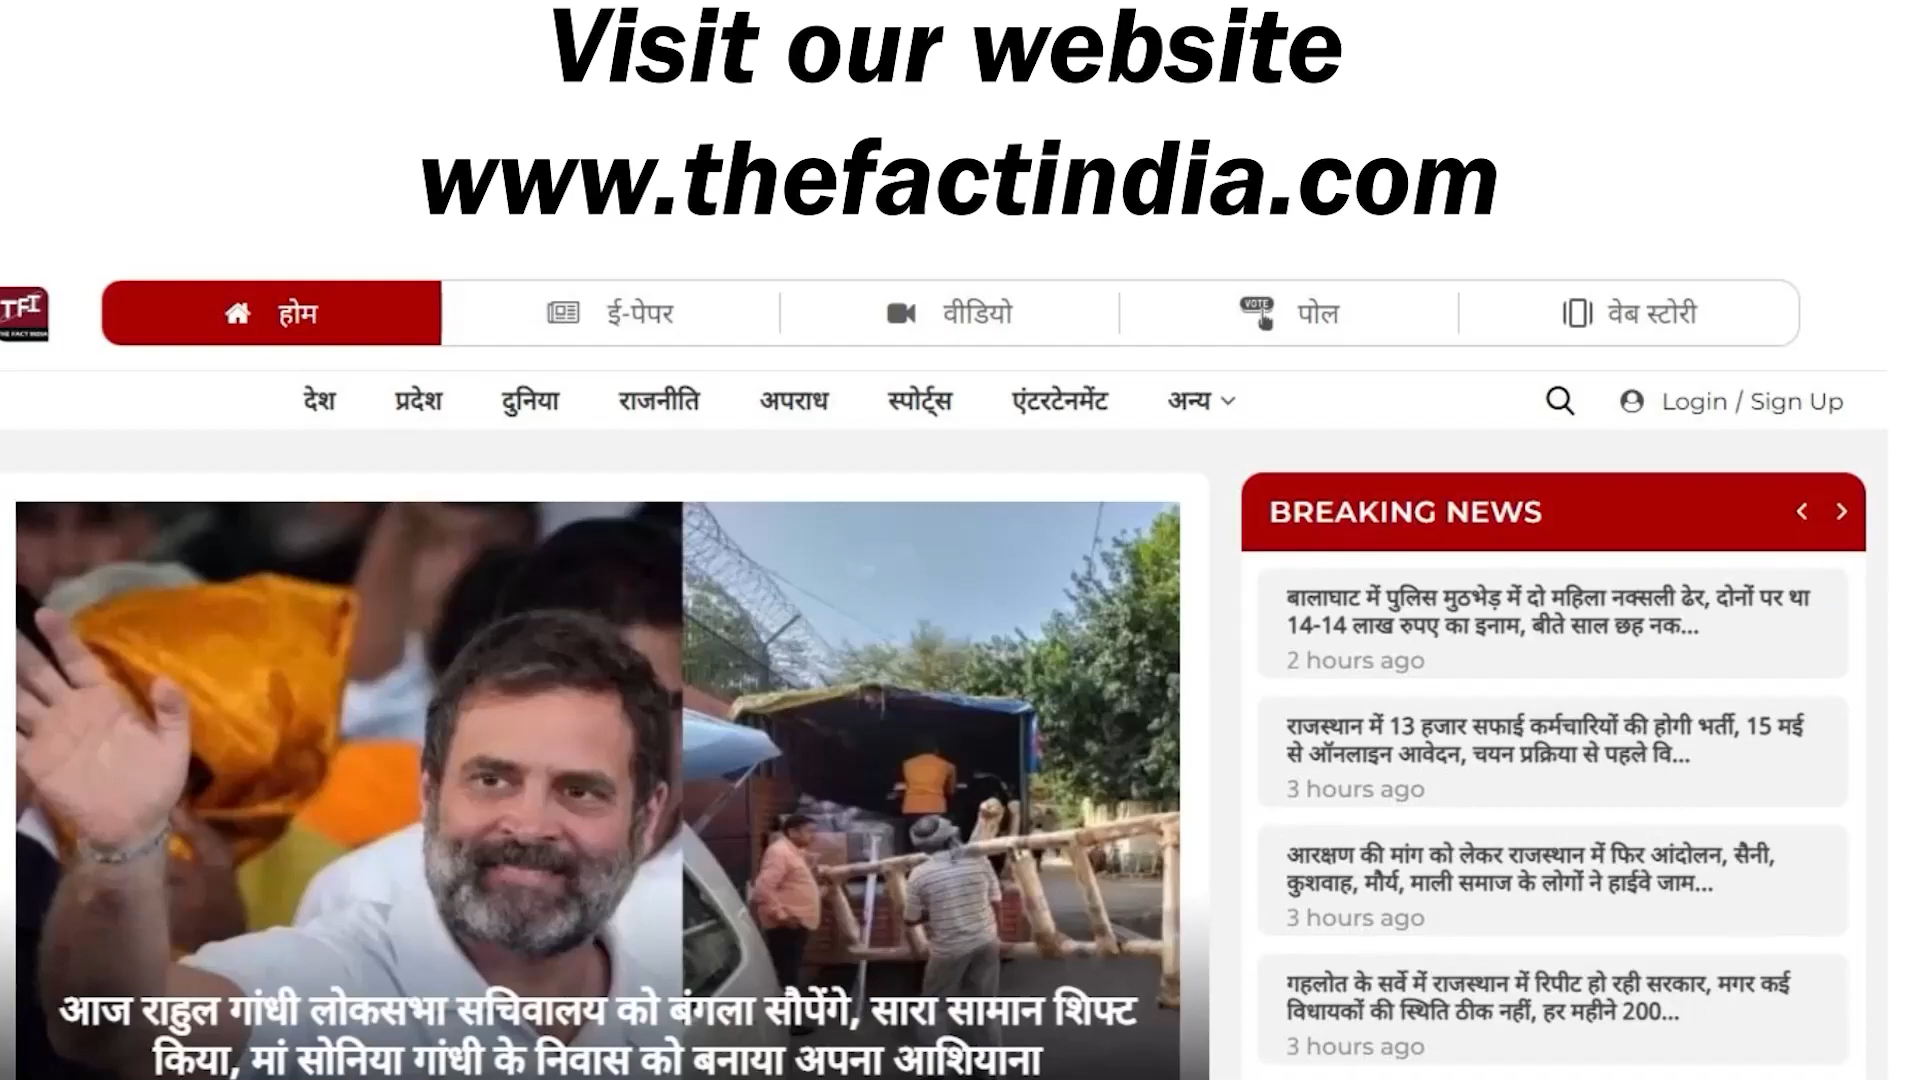 Visit our website
www.thefactindia.com
TFI
THE FACT INDIA
होम
ई-पेपर
वीडियो
VOTE
पोल
वेब स्टोरी
देश
प्रदेश
दुनिया
राजनीति
अपराध
स्पोर्ट्स
एंटरटेनमेंट
अन्य
Login / Sign Up
आज राहुल गांधी लोकसभा सचिवालय को बंगला सौपेंगे, सारा सामान शिफ्ट
किया, मां सोनिया गांधी के निवास को बनाया अपना आशियाना
BREAKING NEWS
बालाघाट में पुलिस मुठभेड़ में दो महिला नक्सली ढेर, दोनों पर था
14-14 लाख रुपए का इनाम, बीते साल छह नक...
2 hours ago
राजस्थान में 13 हजार सफाई कर्मचारियों की होगी भर्ती, 15 मई
से ऑनलाइन आवेदन, चयन प्रक्रिया से पहले वि...
3 hours ago
आरक्षण की मांग को लेकर राजस्थान में फिर आंदोलन, सैनी,
कुशवाह, मौर्य, माली समाज के लोगों ने हाईवे जाम...
3 hours ago
गहलोत के सर्वे में राजस्थान में रिपीट हो रही सरकार, मगर कई
विधायकों की स्थिति ठीक नहीं, हर महीने 200...
3 hours ago